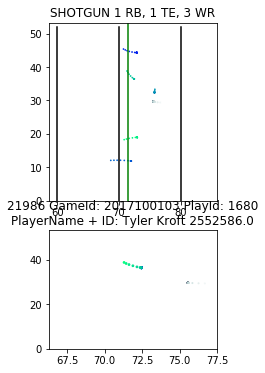 SHOTGUN 1 RB, 1 TE, 3 WR
50
40
30
20
10
0
60 70 80
21986 GameId: 2017100103 PlayId: 1680
PlayerName + ID: Tyler Kroft 2552586.0
40
20
0
67.5 70.0 72.5 75.0 77.5